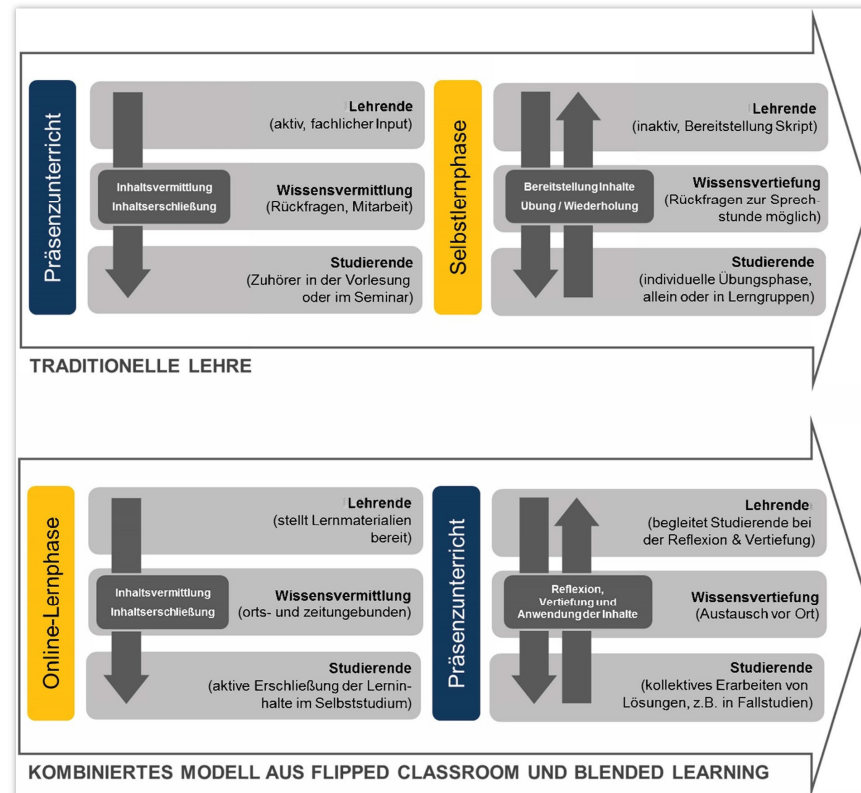 Präsenzunterricht
Lehrende
(aktiv, fachlicher Input)
Inhaltsvermittlung
Inhaltserschließung
Wissensvermittlung
(Rückfragen, Mitarbeit)
Studierende
(Zuhörer in der Vorlesung
oder im Seminar)
Selbstlernphase
Lehrende
(inaktiv, Bereitstellung Skript)
Bereitstellung Inhalte
Übung / Wiederholung
Wissensvertiefung
(Rückfragen zur Sprech-
stunde möglich)
Studierende
(individuelle Übungsphase,
allein oder in Lerngruppen)
TRADITIONELLE LEHRE
Online-Lernphase
Lehrende
(stellt Lernmaterialien
bereit)
Inhaltsvermittlung
Inhaltserschließung
Wissensvermittlung
(orts- und zeitungebunden)
Studierende
(aktive Erschließung der Lernin-
halte im Selbststudium)
Präsenzunterricht
Lehrende
(begleitet Studierende bei
der Reflexion & Vertiefung)
Reflexion,
Vertiefung und
Anwendung der Inhalte
Wissensvertiefung
(Austausch vor Ort)
Studierende
(kollektives Erarbeiten von
Lösungen, z.B. in Fallstudien)
KOMBINIERTES MODELL AUS FLIPPED CLASSROOM UND BLENDED LEARNING